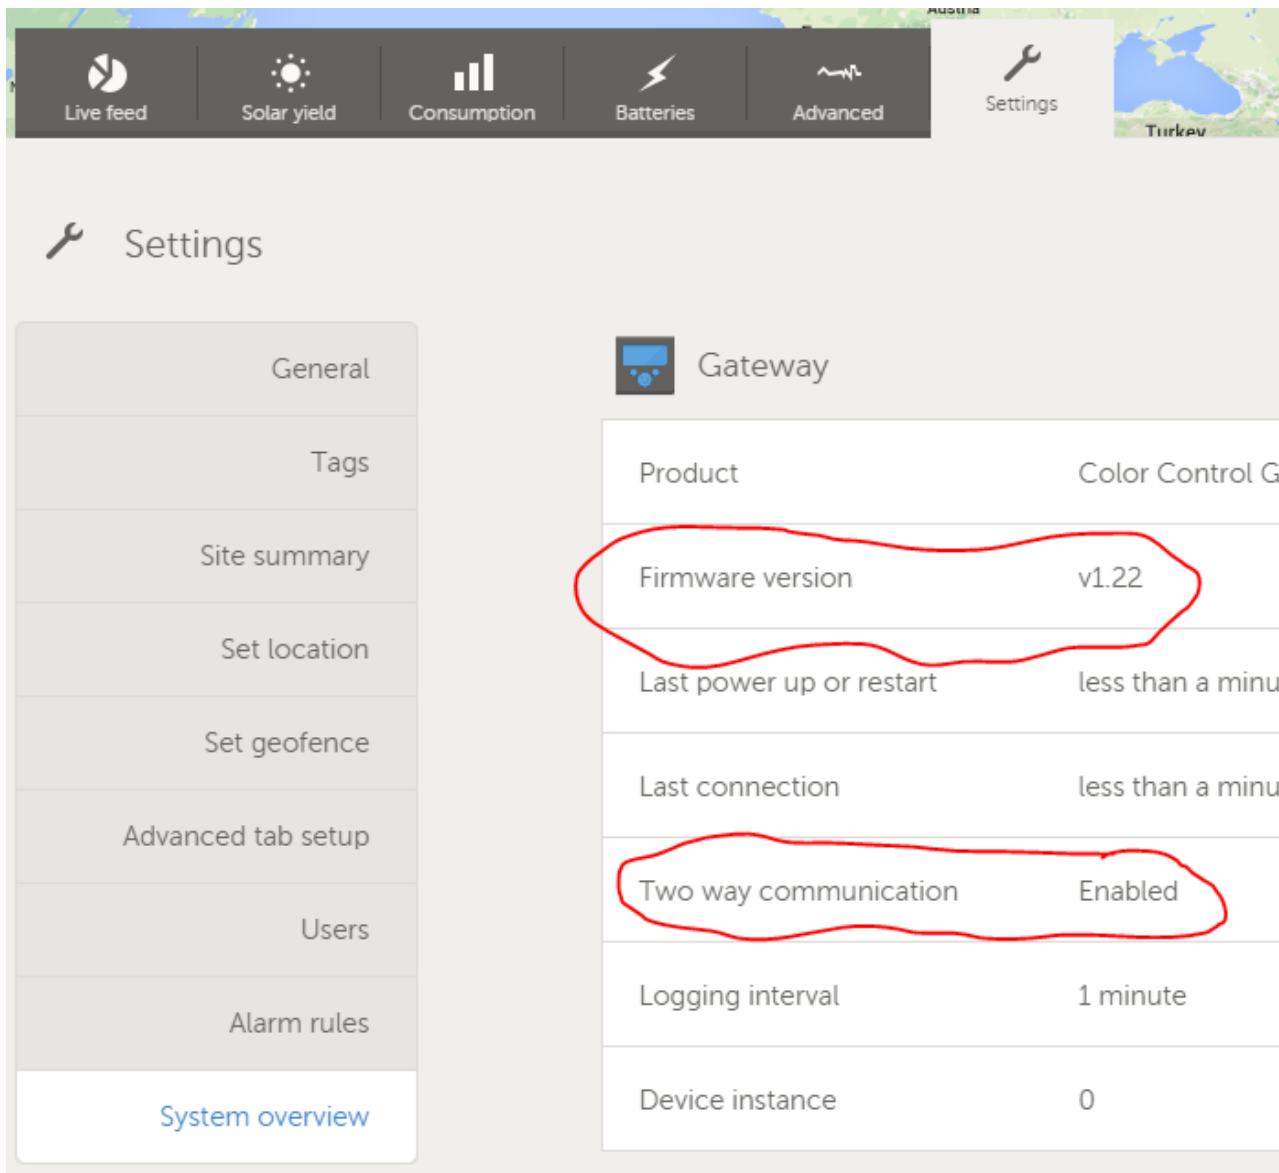 Austria
Live feed
Solar yield
Consumption
Batteries
Advanced
Settings
Turkey
Settings
General
Tags
Site summary
Set location
Set geofence
Advanced tab setup
Users
Alarm rules
System overview
Gateway
Product Color Control G
Firmware version v1.22
Last power up or restart less than a minu
Last connection less than a minu
Two way communication Enabled
Logging interval 1 minute
Device instance 0